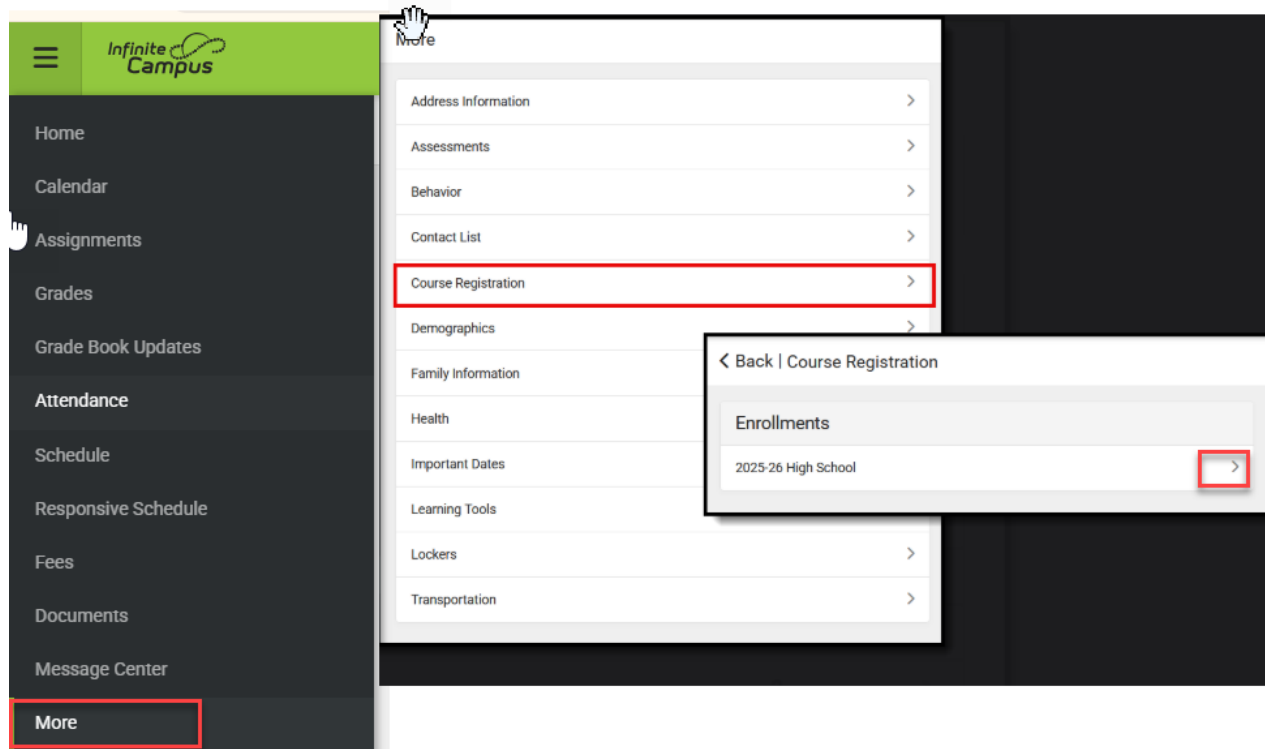 Infinite
Campus
Home
Calendar
Assignments
Grades
Grade Book Updates
Attendance
Schedule
Responsive Schedule
Fees
Documents
Message Center
More
More
Address Information
Assessments
Behavior
Contact List
Course Registration
Demographics
Family Information
Health
Important Dates
Learning Tools
Lockers
Transportation
Back | Course Registration
Enrollments
2025-26 High School